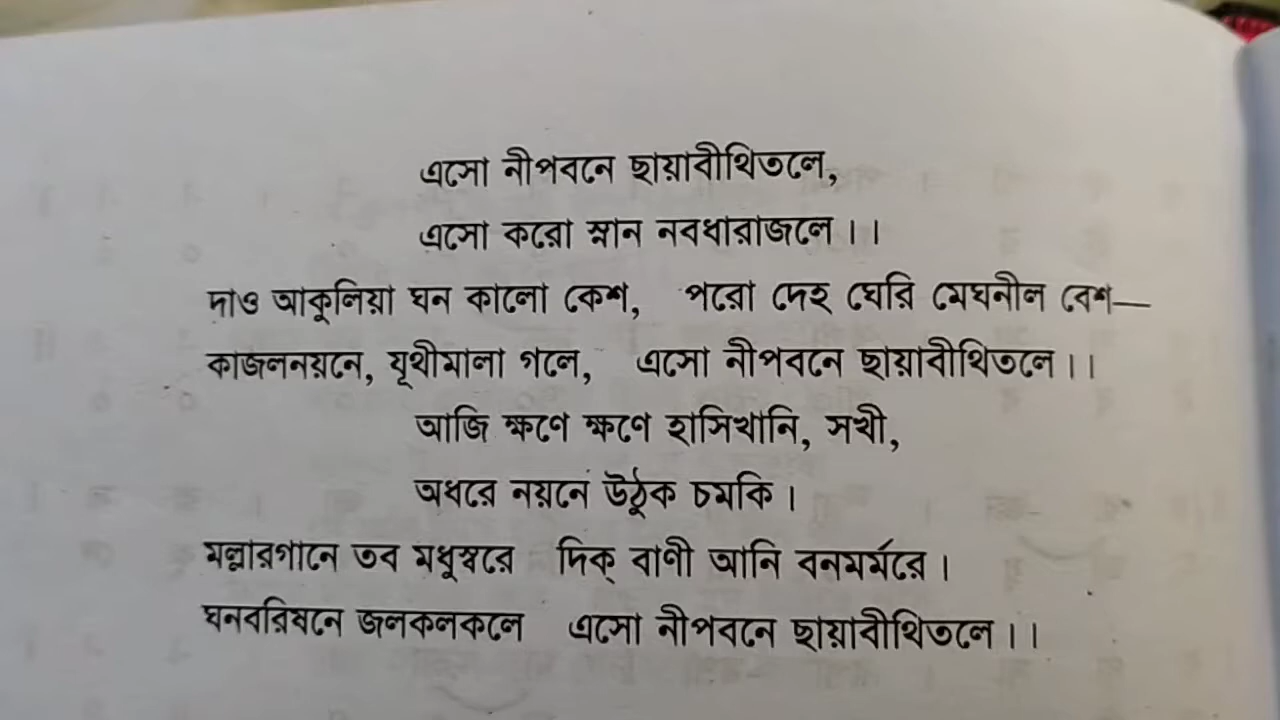 এসো নীপবনে ছায়াবীথিতলে,
এসো করো স্নান নবধারাজলে।।
দাও আকুলিয়া ঘন কালো কেশ, পরো দেহ ঘেরি মেঘনীল বেশ—
কাজলনয়নে, যূথীমালা গলে, এসো নীপবনে ছায়াবীথিতলে।।
আজি ক্ষণে ক্ষণে হাসিখানি, সখী,
অধরে নয়নে উঠুক চমকি।
মল্লারগানে তব মধুস্বরে দিক্ বাণী আনি বনমর্মরে।
ঘনবরিষনে জলকলকলে এসো নীপবনে ছায়াবীথিতলে।।